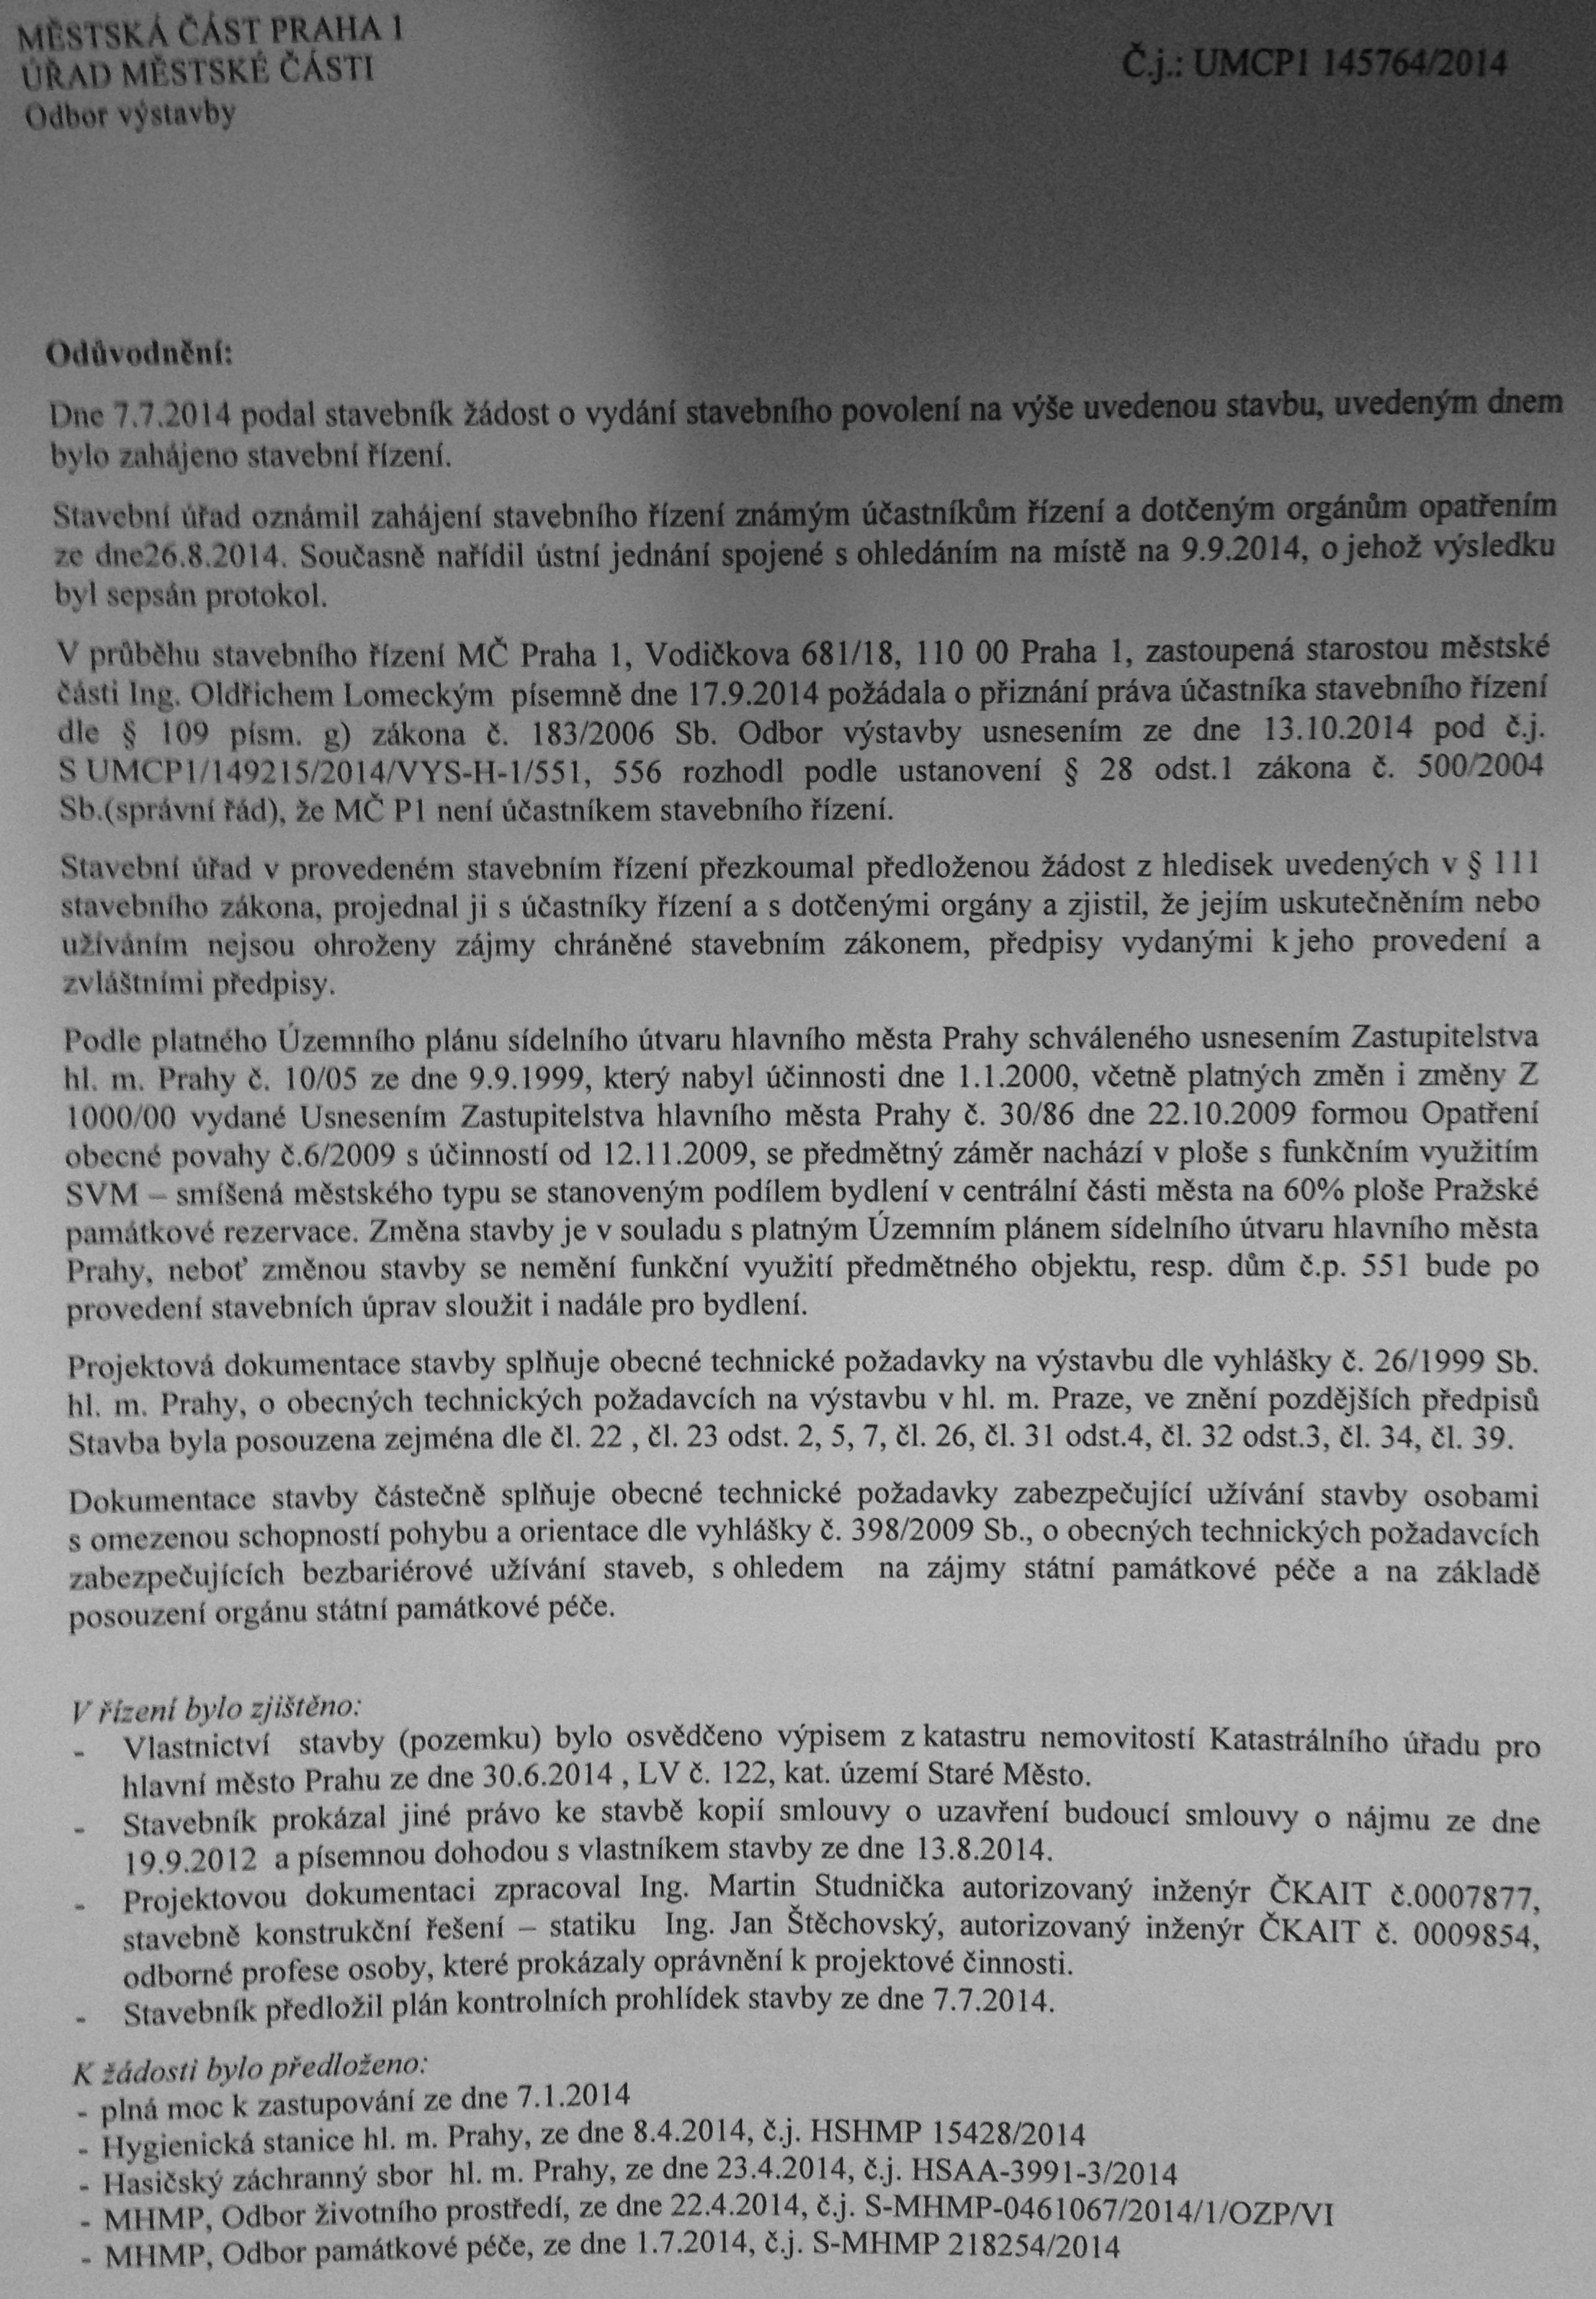 MĚSTSKÁ ČÁST PRAHA 1
ÚŘAD MĚSTSKÉ ČÁSTI
Odbor výstavby
Č.j.: UMCP1 145764/2014
Odůvodnění:
Dne 7.7.2014 podal stavebník žádost o vydání stavebního povolení na výše uvedenou stavbu, uvedeným dnem
bylo zahájeno stavební řízení.
Stavební úřad oznámil zahájení stavebního řízení známým účastníkům řízení a dotčeným orgánům opatřením
ze dne26.8.2014. Současně nařídil ústní jednání spojené s ohledáním na místě na 9.9.2014, o jehož výsledku
byl sepsán protokol.
V průběhu stavebního řízení MČ Praha 1, Vodičkova 681/18, 110 00 Praha 1, zastoupená starostou městské
části Ing. Oldřichem Lomeckým písemně dne 17.9.2014 požádala o přiznání práva účastníka stavebního řízení
dle § 109 písm. g) zákona č. 183/2006 Sb. Odbor výstavby usnesením ze dne 13.10.2014 pod č.j.
S UMCP1/149215/2014/VYS-H-1/551, 556 rozhodl podle ustanovení § 28 odst.1 zákona č. 500/2004
Sb.(správní řád), že MČ P1 není účastníkem stavebního řízení.
Stavební úřad v provedeném stavebním řízení přezkoumal předloženou žádost z hledisek uvedených v § 111
stavebního zákona, projednal ji s účastníky řízení a s dotčenými orgány a zjistil, že jejím uskutečněním nebo
užíváním nejsou ohroženy zájmy chráněné stavebním zákonem, předpisy vydanými k jeho provedení a
zvláštními předpisy.
Podle platného Územního plánu sídelního útvaru hlavního města Prahy schváleného usnesením Zastupitelstva
hl. m. Prahy č. 10/05 ze dne 9.9.1999, který nabyl účinnosti dne 1.1.2000, včetně platných změn i změny Z
1000/00 vydané Usnesením Zastupitelstva hlavního města Prahy č. 30/86 dne 22.10.2009 formou Opatření
obecné povahy č.6/2009 s účinností od 12.11.2009, se předmětný záměr nachází v ploše s funkčním využitím
SVM – smíšená městského typu se stanoveným podílem bydlení v centrální části města na 60% ploše Pražské
památkové rezervace. Změna stavby je v souladu s platným Územním plánem sídelního útvaru hlavního města
Prahy, neboť změnou stavby se nemění funkční využití předmětného objektu, resp. dům č.p. 551 bude po
provedení stavebních úprav sloužit i nadále pro bydlení.
Projektová dokumentace stavby splňuje obecné technické požadavky na výstavbu dle vyhlášky č. 26/1999 Sb.
hl. m. Prahy, o obecných technických požadavcích na výstavbu v hl. m. Praze, ve znění pozdějších předpisů
Stavba byla posouzena zejména dle čl. 22 , čl. 23 odst. 2, 5, 7, čl. 26, čl. 31 odst.4, čl. 32 odst.3, čl. 34, čl. 39.
Dokumentace stavby částečně splňuje obecné technické požadavky zabezpečující užívání stavby osobami
s omezenou schopností pohybu a orientace dle vyhlášky č. 398/2009 Sb., o obecných technických požadavcích
zabezpečujících bezbariérové užívání staveb, s ohledem na zájmy státní památkové péče a na základě
posouzení orgánu státní památkové péče.
V řízení bylo zjištěno:
- Vlastnictví stavby (pozemku) bylo osvědčeno výpisem z katastru nemovitostí Katastrálního úřadu pro
hlavní město Prahu ze dne 30.6.2014 , LV č. 122, kat. území Staré Město.
- Stavebník prokázal jiné právo ke stavbě kopií smlouvy o uzavření budoucí smlouvy o nájmu ze dne
19.9.2012 a písemnou dohodou s vlastníkem stavby ze dne 13.8.2014.
- Projektovou dokumentaci zpracoval Ing. Martin Studnička autorizovaný inženýr ČKAIT č.0007877,
stavebně konstrukční řešení – statiku Ing. Jan Štěchovský, autorizovaný inženýr ČKAIT č. 0009854,
odborné profese osoby, které prokázaly oprávnění k projektové činnosti.
- Stavebník předložil plán kontrolních prohlídek stavby ze dne 7.7.2014.
K žádosti bylo předloženo:
- plná moc k zastupování ze dne 7.1.2014
- Hygienická stanice hl. m. Prahy, ze dne 8.4.2014, č.j. HSHMP 15428/2014
- Hasičský záchranný sbor hl. m. Prahy, ze dne 23.4.2014, č.j. HSAA-3991-3/2014
- MHMP, Odbor životního prostředí, ze dne 22.4.2014, č.j. S-MHMP-0461067/2014/1/OZP/VI
- MHMP, Odbor památkové péče, ze dne 1.7.2014, č.j. S-MHMP 218254/2014